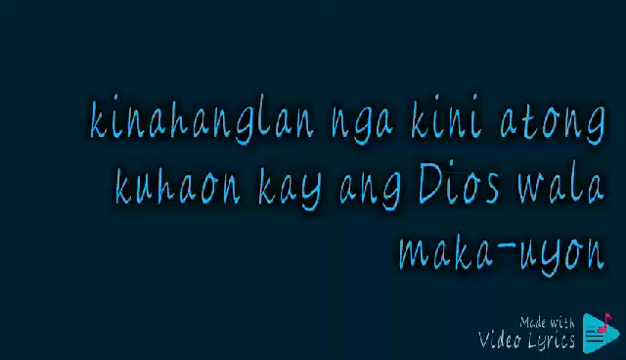 kinahanglan nga kini atong
kuhaon kay ang Dios wala
maka-uyon
Made with
Video Lyrics